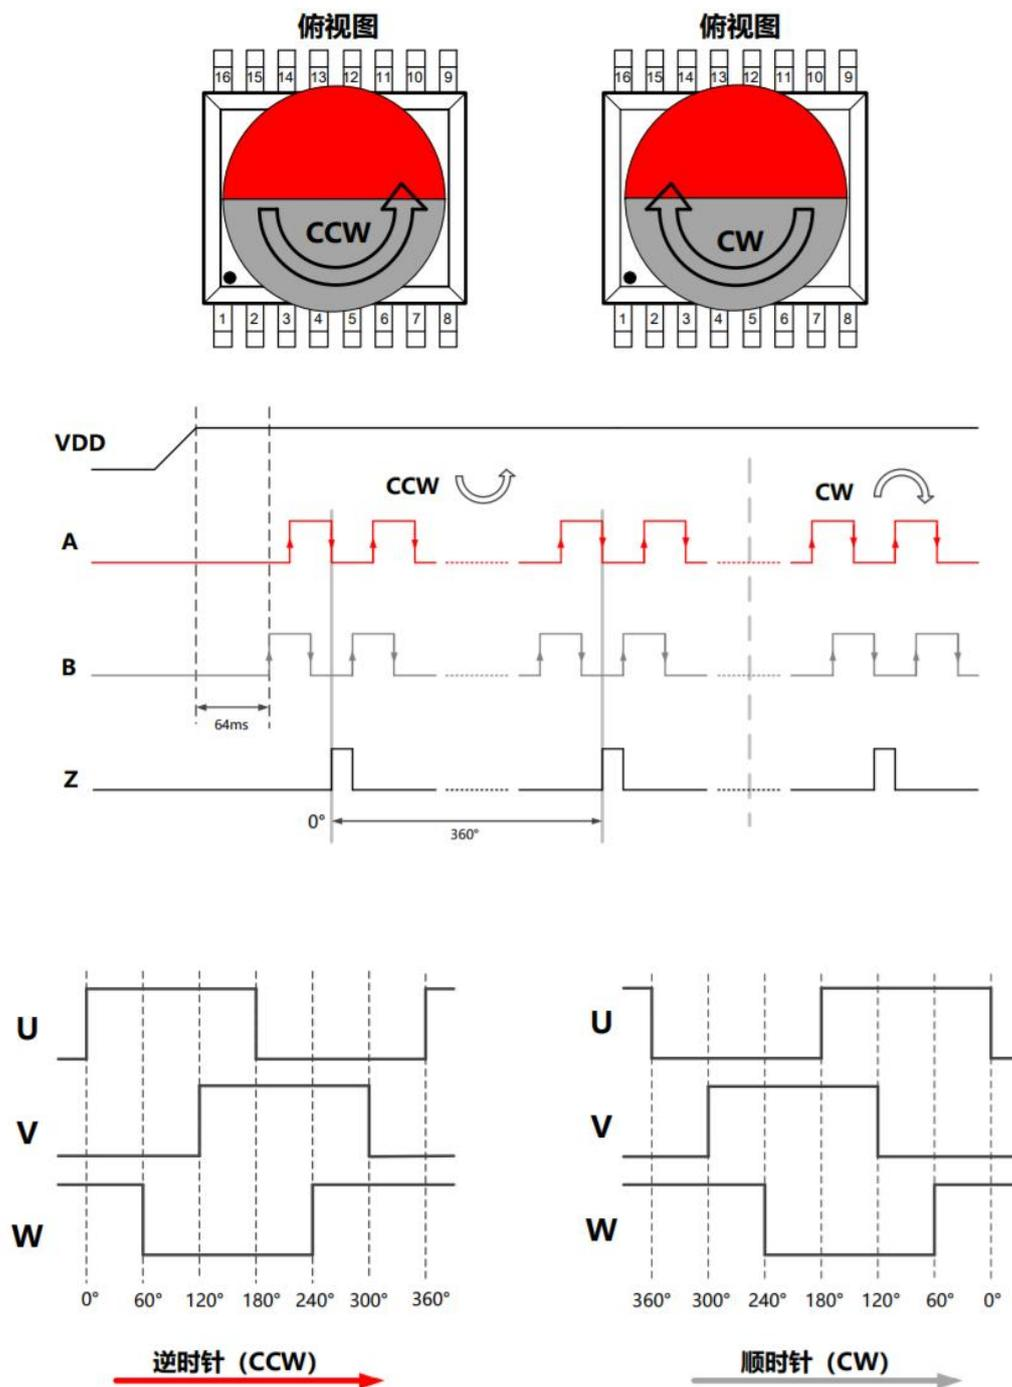 俯视图 俯视图
16 15 14 13 12 11 10 9 16 15 14 13 12 11 10 9
CCW CW
1 2 3 4 5 6 7 8 1 2 3 4 5 6 7 8
VDD
CCW CW
A
B
64ms
Z
0°
360°
U U
V V
W W
0° 60° 120° 180° 240° 300° 360° 360° 300° 240° 180° 120° 60° 0°
逆时针（CCW） 顺时针（CW）